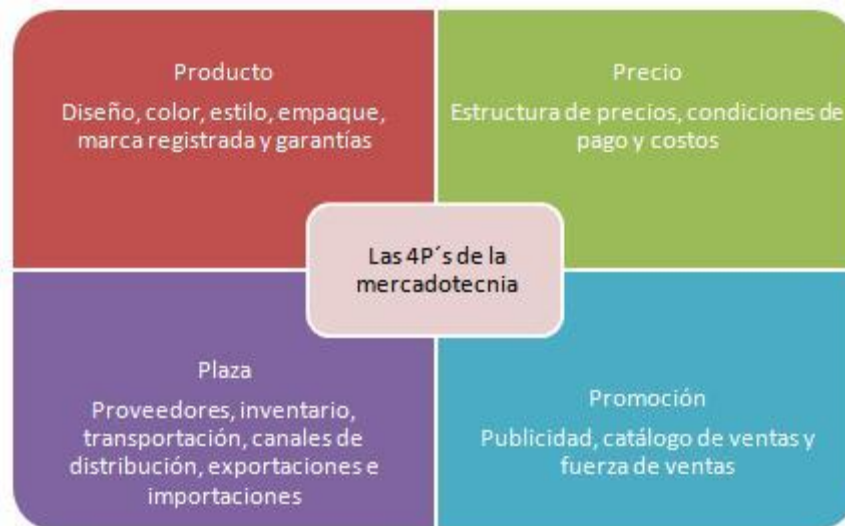 Producto
Diseño, color, estilo, empaque,
marca registrada y garantías
Precio
Estructura de precios, condiciones de
pago y costos
Las 4P´s de la
mercadotecnia
Plaza
Proveedores, inventario,
transportación, canales de
distribución, exportaciones e
importaciones
Promoción
Publicidad, catálogo de ventas y
fuerza de ventas